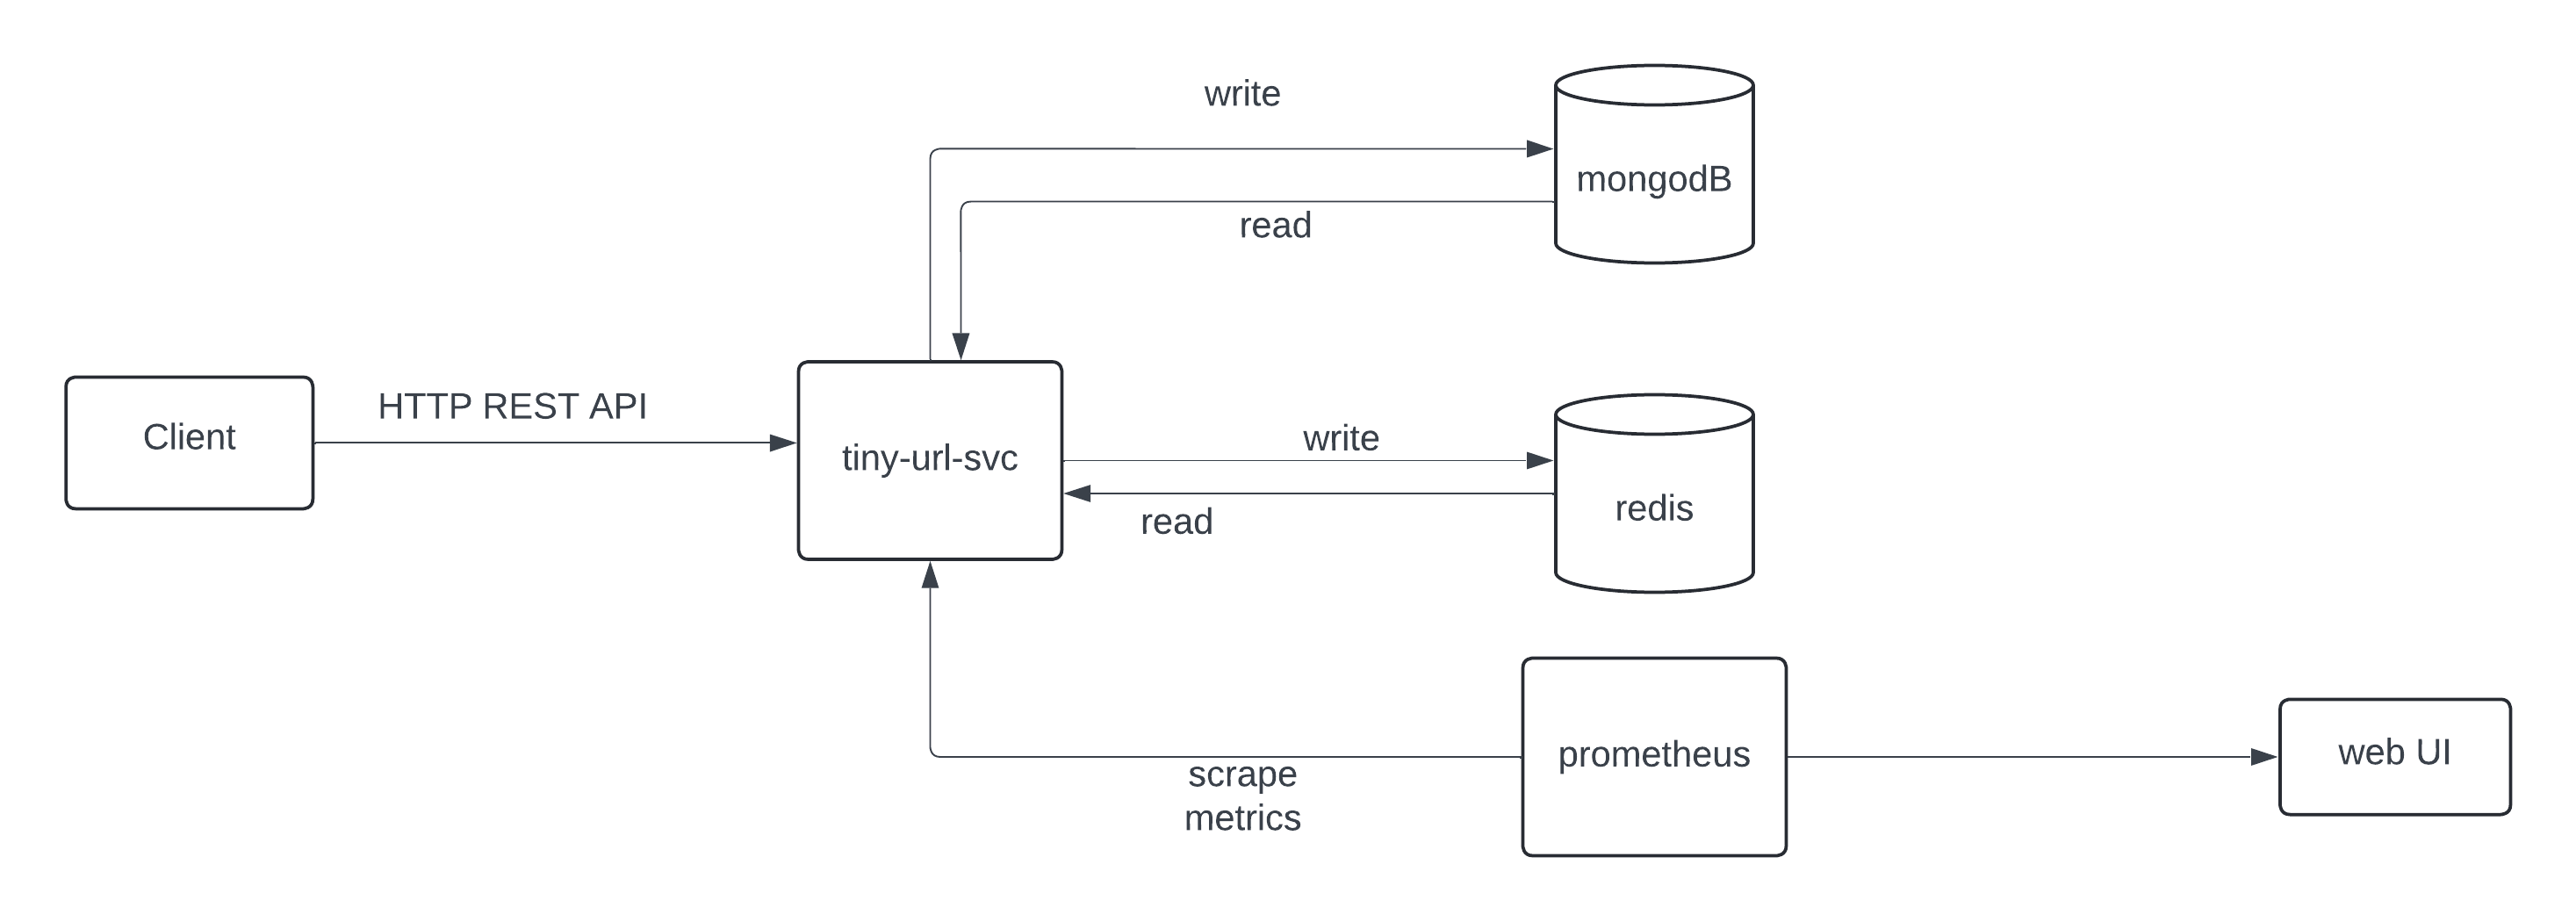 write
mongodB
read
HTTP REST API
Client
tiny-url-svc
write
redis
read
scrape
metrics
prometheus
web UI